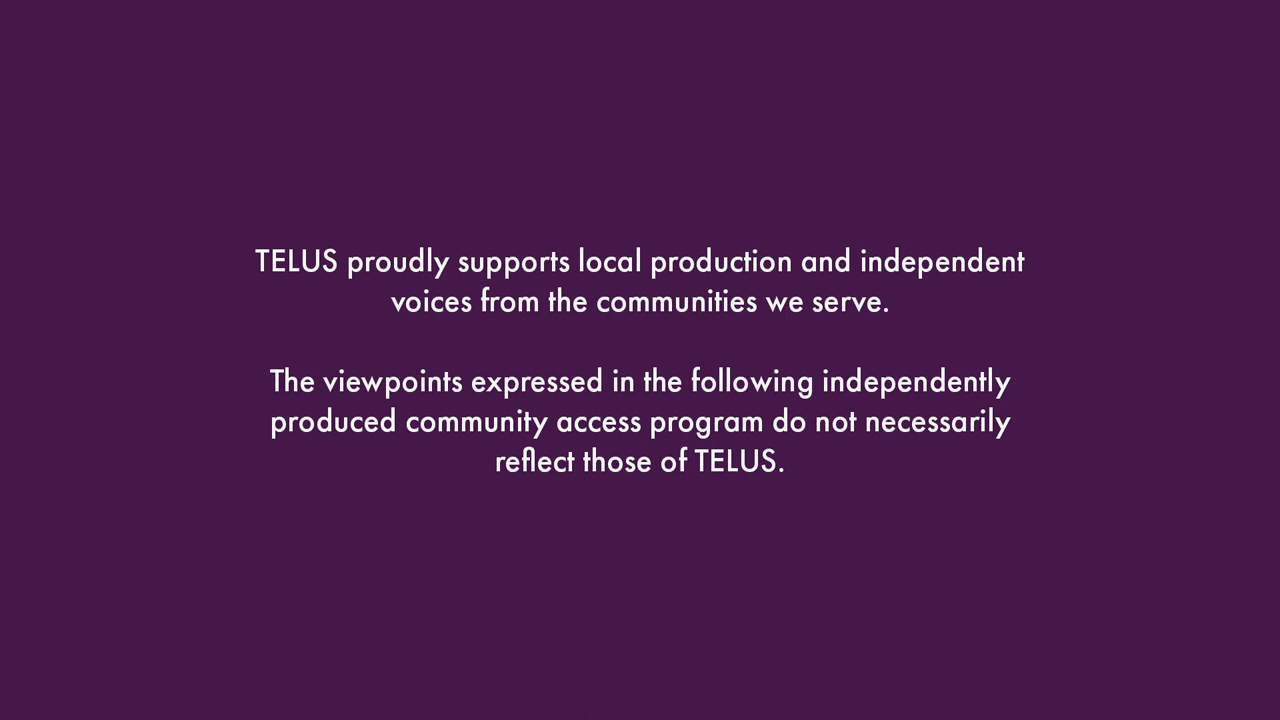 TELUS proudly supports local production and independent
voices from the communities we serve.
The viewpoints expressed in the following independently
produced community access program do not necessarily
reflect those of TELUS.